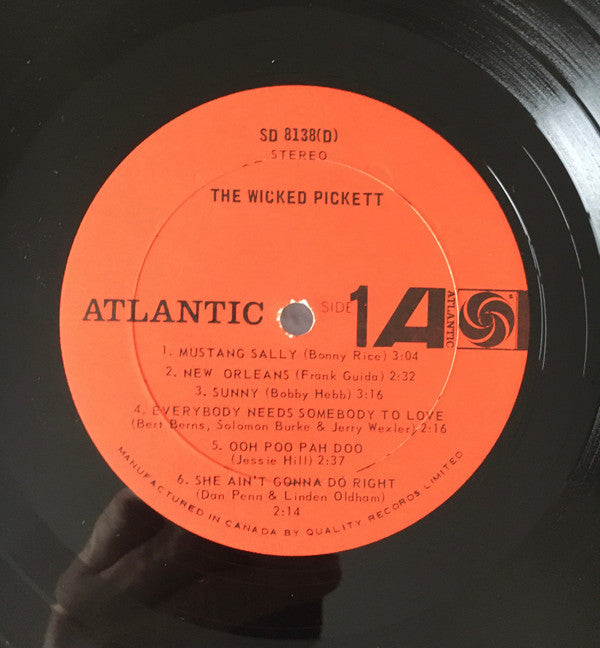 SD 8138(D)
STEREO
THE WICKED PICKETT
ATLANTIC
SIDE 1 A
ATLANTIC
1. MUSTANG SALLY (Bonny Rice) 3:04
2. NEW ORLEANS (Frank Guida) 2:32
3. SUNNY (Bobby Hebb) 3:16
4. EVERYBODY NEEDS SOMEBODY TO LOVE
(Bert Berns, Solomon Burke & Jerry Wexler) 2:16
5. OOH POO PAH DOO
(Jessie Hill) 2:37
6. SHE AIN'T GONNA DO RIGHT
(Dan Penn & Linden Oldham)
2:14
MANUFACTURED IN CANADA BY QUALITY RECORDS LIMITED